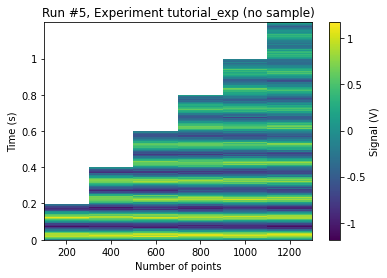 Run #5, Experiment tutorial_exp (no sample)
Time (s)
1
0.8
0.6
0.4
0.2
0
200 400 600 800 1000 1200
Number of points
1
0.5
0
-0.5
-1
Signal (V)